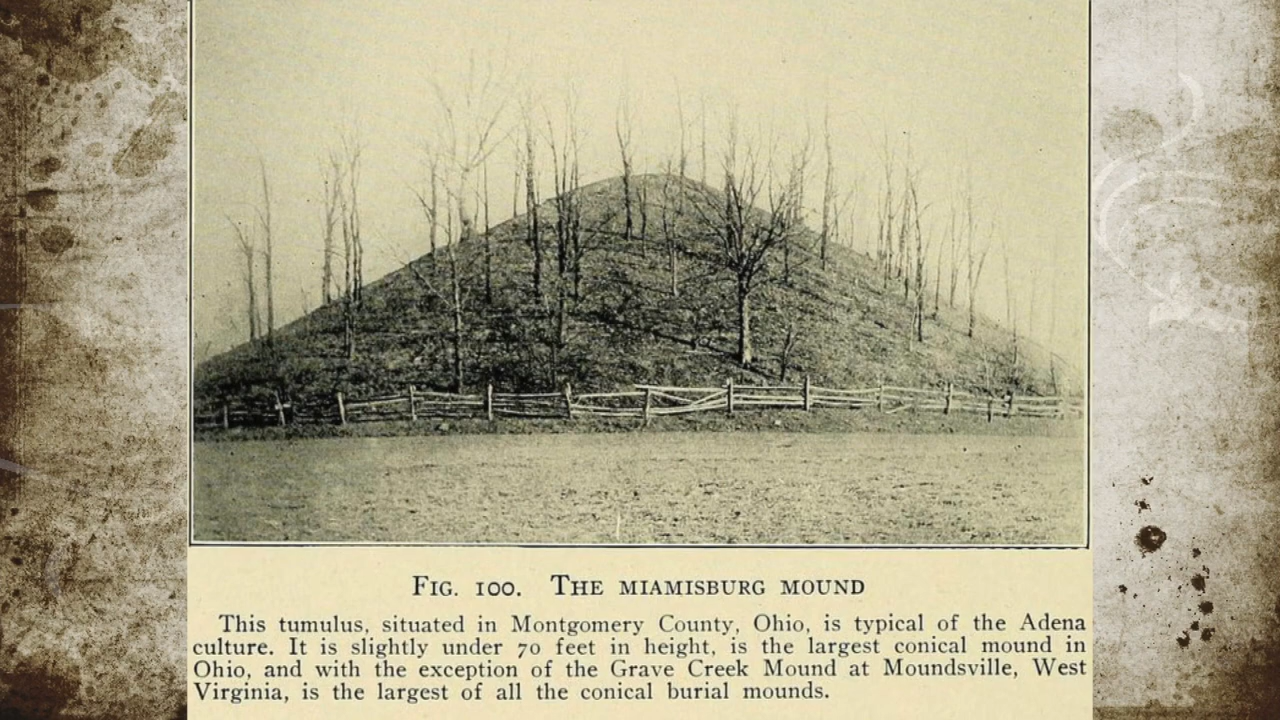 Fig. 100. The miamisburg mound
This tumulus, situated in Montgomery County, Ohio, is typical of the Adena
culture. It is slightly under 70 feet in height, is the largest conical mound in
Ohio, and with the exception of the Grave Creek Mound at Moundsville, West
Virginia, is the largest of all the conical burial mounds.